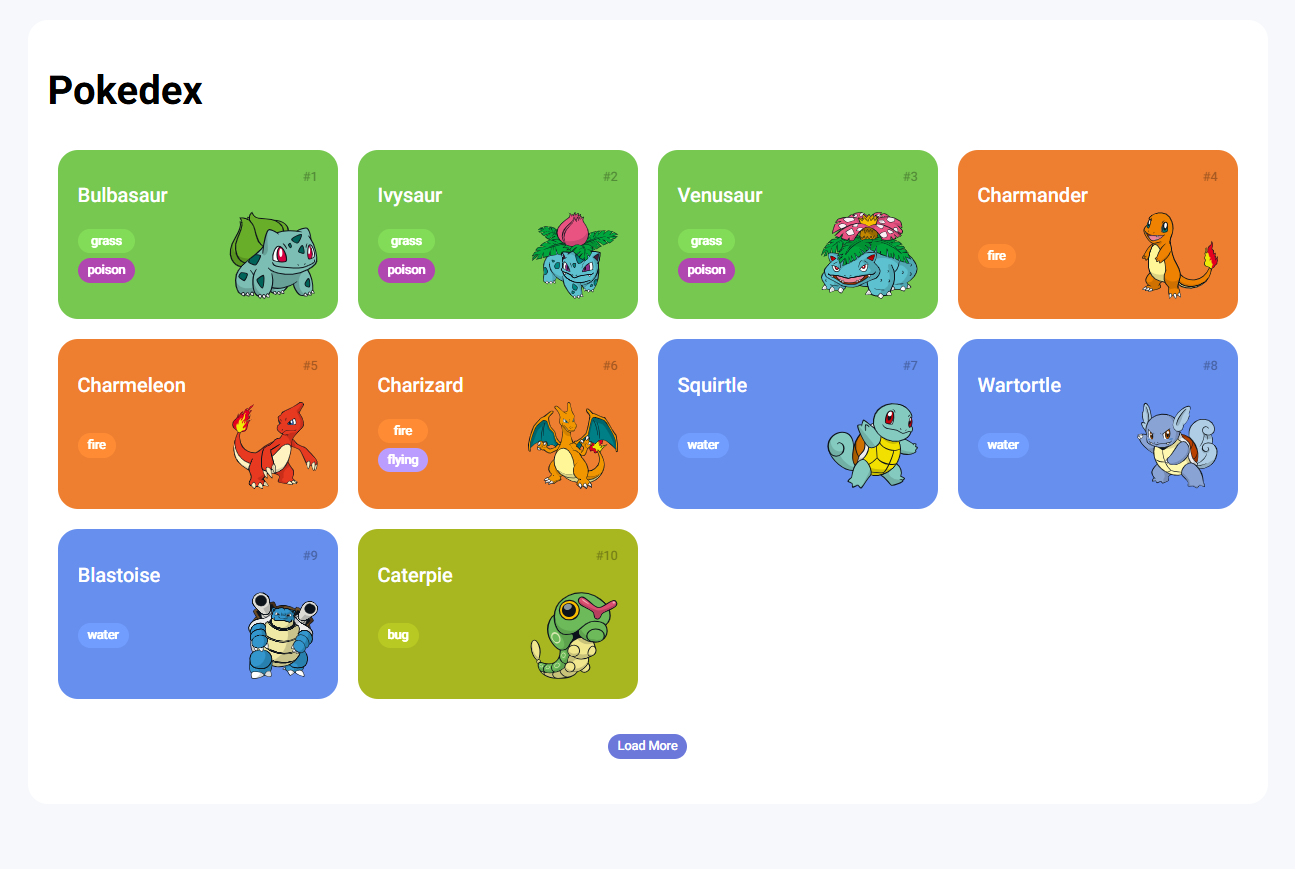 Pokedex
#1
Bulbasaur
grass
poison
#2
Ivysaur
grass
poison
#3
Venusaur
grass
poison
#4
Charmander
fire
#5
Charmeleon
fire
#6
Charizard
fire
flying
#7
Squirtle
water
#8
Wartortle
water
#9
Blastoise
water
#10
Caterpie
bug
Load More